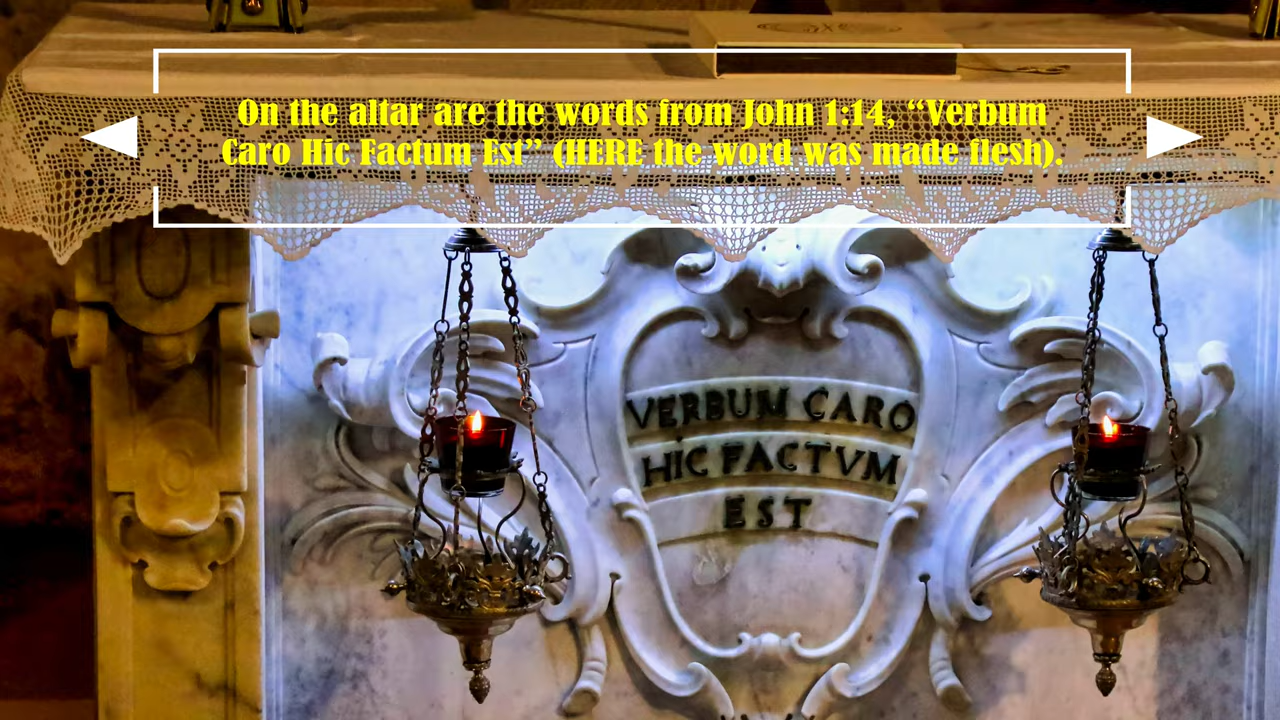 On the altar are the words from John 1:14, “Verbum
Caro Hic Factum Est” (HERE the word was made flesh).
VERBUM CARO
HiC FACTVM
EST